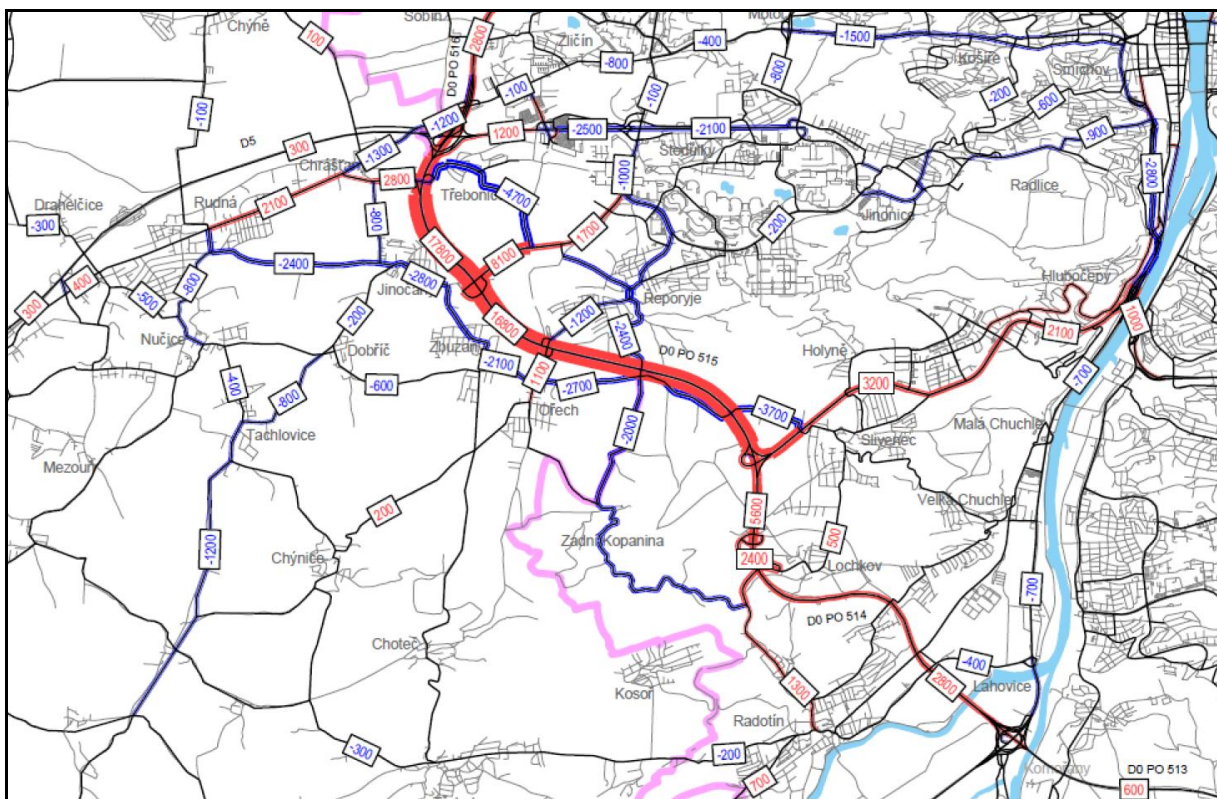 Chýně
Sobín
Motol
100
D0 PO 516
2800
Zličín
-400
-1500
Košíře
Smíchov
-800
-800
-200
-600
-100
-100
-100
D5
300
-1200
1200
-2500
-2100
-900
-1300
Chrášťany
2800
Stodůlky
-2800
Radlice
Drahelčice
Rudná
2100
Třebonice
-4700
-1000
-300
-800
17800
8100
1700
-200
Jinonice
-800
-2400
-2800
Jinočany
Hlubočepy
300
400
-500
Nučice
-200
16800
-1200
-2400
Řeporyje
1000
2100
Dobříč
Zbuzany
-2100
1100
D0 PO 515
Holyně
3200
-700
-400
-600
-2700
-800
Ořech
-3700
Tachlovice
-2000
Slivenec
Malá Chuchle
Mezouň
200
Velká Chuchle
-1200
Chýnice
Zadní Kopanina
5600
500
2400
Lochkov
-700
Choteč
D0 PO 514
-400
Kosoř
1300
2800
Lahovice
Radotín
-300
-200
700
Komořany
D0 PO 513
600